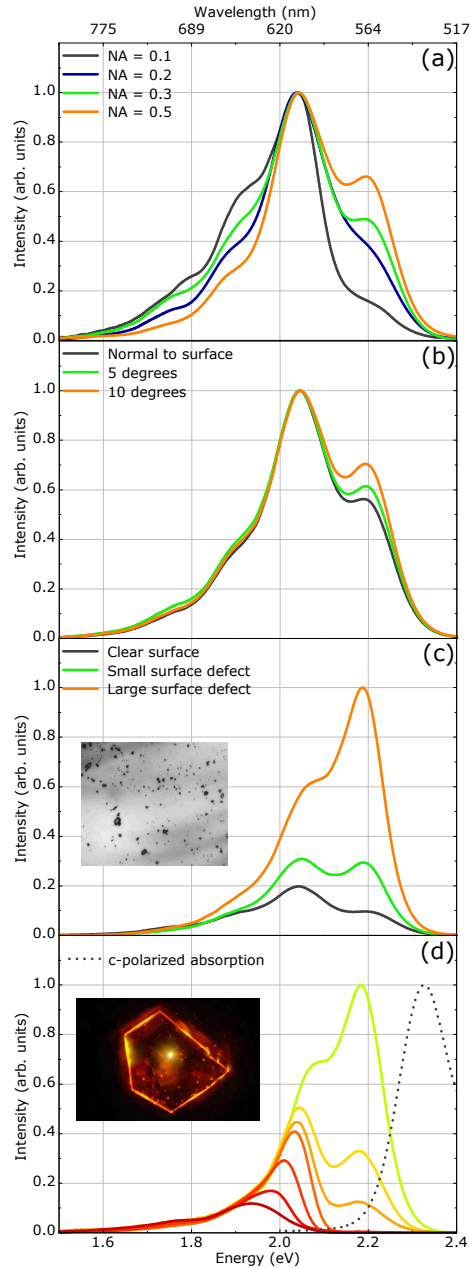 Wavelength (nm)
775 689 620 564 517
(a)
NA = 0.1
NA = 0.2
NA = 0.3
NA = 0.5
Intensity (arb. units)
1.0
0.8
0.6
0.4
0.2
0.0
(b)
Normal to surface
5 degrees
10 degrees
Intensity (arb. units)
1.0
0.8
0.6
0.4
0.2
0.0
(c)
Clear surface
Small surface defect
Large surface defect
Intensity (arb. units)
1.0
0.8
0.6
0.4
0.2
0.0
(d)
c-polarized absorption
Intensity (arb. units)
1.0
0.8
0.6
0.4
0.2
0.0
1.6 1.8 2.0 2.2 2.4
Energy (eV)